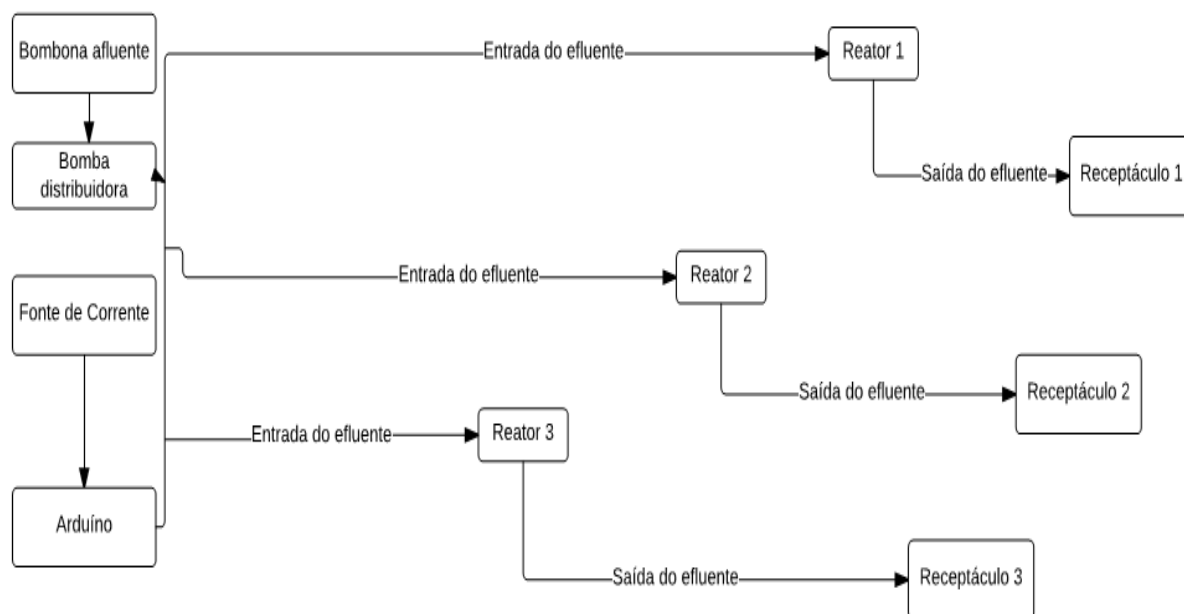 Bombona afluente
Entrada do efluente
Reator 1
Bomba
distribuidora
Saída do efluente
Receptáculo 1
Entrada do efluente
Reator 2
Fonte de Corrente
Saída do efluente
Receptáculo 2
Entrada do efluente
Reator 3
Arduíno
Saída do efluente
Receptáculo 3